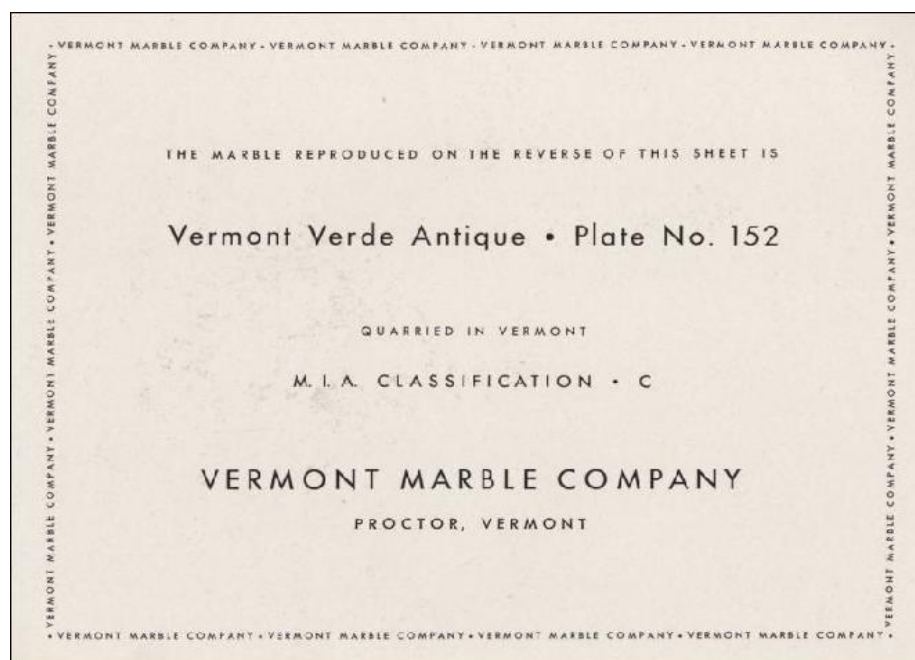 • VERMONT MARBLE COMPANY • VERMONT MARBLE COMPANY • VERMONT MARBLE COMPANY • VERMONT MARBLE COMPANY •
VERMONT MARBLE COMPANY • VERMONT MARBLE COMPANY • VERMONT MARBLE COMPANY
THE MARBLE REPRODUCED ON THE REVERSE OF THIS SHEET IS
Vermont Verde Antique • Plate No. 152
QUARRIED IN VERMONT
M. I. A. CLASSIFICATION • C
VERMONT MARBLE COMPANY
PROCTOR, VERMONT
VERMONT MARBLE COMPANY • VERMONT MARBLE COMPANY • VERMONT MARBLE COMPANY
• VERMONT MARBLE COMPANY • VERMONT MARBLE COMPANY • VERMONT MARBLE COMPANY • VERMONT MARBLE COMPANY •